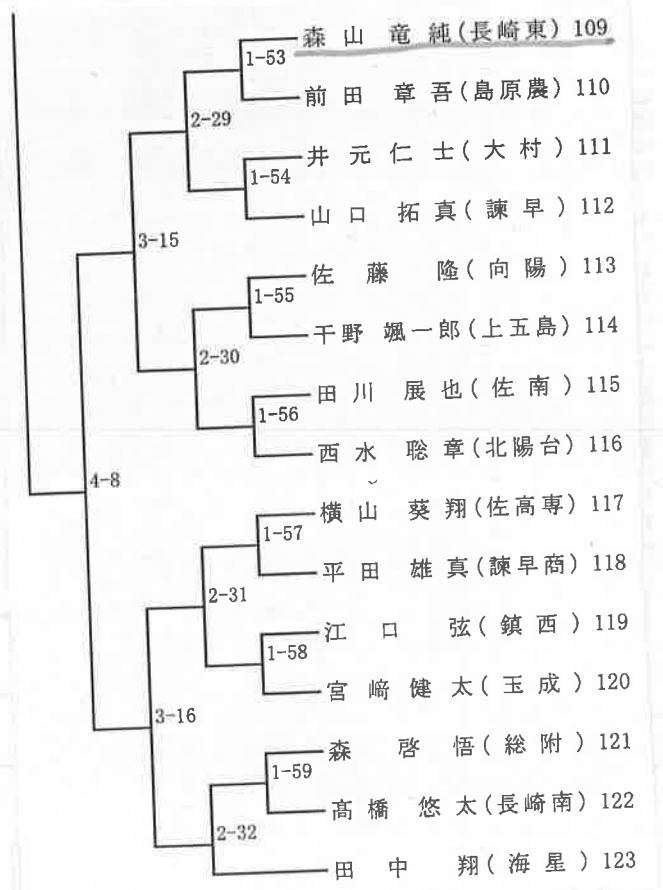 森山 竜純(長崎東) 109
1-53
前田 章吾(島原農) 110
2-29
井元仁士(大村) 111
1-54
山口 拓真(諫早) 112
3-15
佐藤 隆(向陽) 113
1-55
干野 颯一郎(上五島) 114
2-30
田川 展也(佐南) 115
1-56
西水 聡章(北陽台) 116
4-8
横山 葵翔(佐高専) 117
1-57
平田 雄真(諫早商) 118
2-31
江口 弦(鎮西) 119
1-58
宮﨑健太(玉成) 120
3-16
森 啓悟(総附) 121
1-59
髙橋悠太(長崎南) 122
2-32
田中 翔(海星) 123